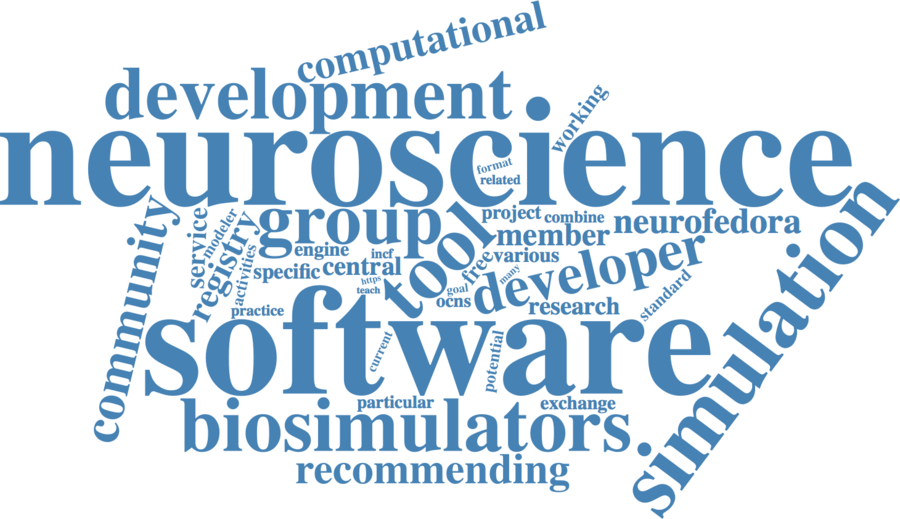 computational
development
working
neuroscience
format
related
community
service
modeler
registry
activities
group
project
combine
neurofedora
member
engine
incf
various
specific
central
tool
free
many
developer
https
teach
goal
ocns
research
standard
practice
simulation
software
current
potential
particular
exchange
biosimulators
recommending